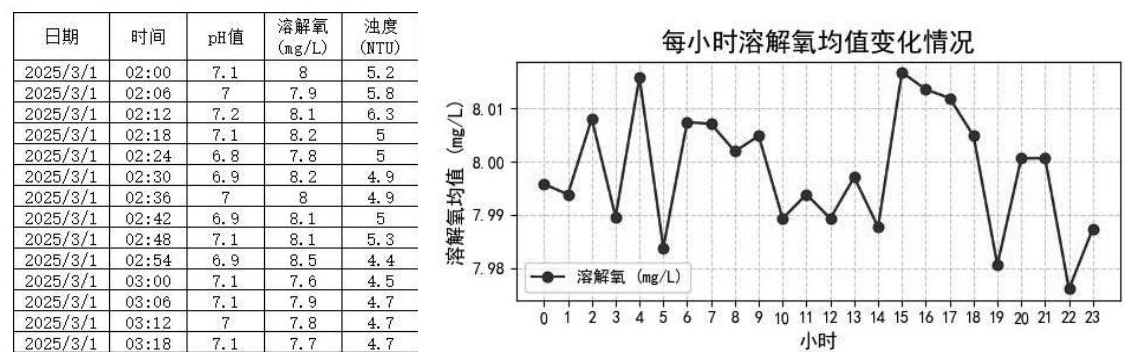 日期 时间 pH值 溶解氧(mg/L) 浊度(NTU)
2025/3/1 02:00 7.1 8 5.2
2025/3/1 02:06 7 7.9 5.8
2025/3/1 02:12 7.2 8.1 6.3
2025/3/1 02:18 7.1 8.2 5
2025/3/1 02:24 6.8 7.8 5
2025/3/1 02:30 6.9 8.2 4.9
2025/3/1 02:36 7 8 4.9
2025/3/1 02:42 6.9 8.1 5
2025/3/1 02:48 7.1 8.1 5.3
2025/3/1 02:54 6.9 8.5 4.4
2025/3/1 03:00 7.1 7.6 4.5
2025/3/1 03:06 7.1 7.9 4.7
2025/3/1 03:12 7 7.8 4.7
2025/3/1 03:18 7.1 7.7 4.7
每小时溶解氧均值变化情况
溶解氧均值 (mg/L)
8.01
8.00
7.99
7.98
溶解氧 (mg/L)
0 1 2 3 4 5 6 7 8 9 10 11 12 13 14 15 16 17 18 19 20 21 22 23
小时